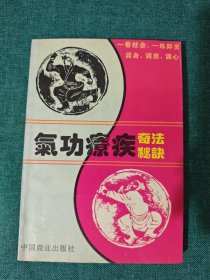 一看就会、一练即灵
调身、调息、调心
氣功療疾奇法秘訣
中国商业出版社